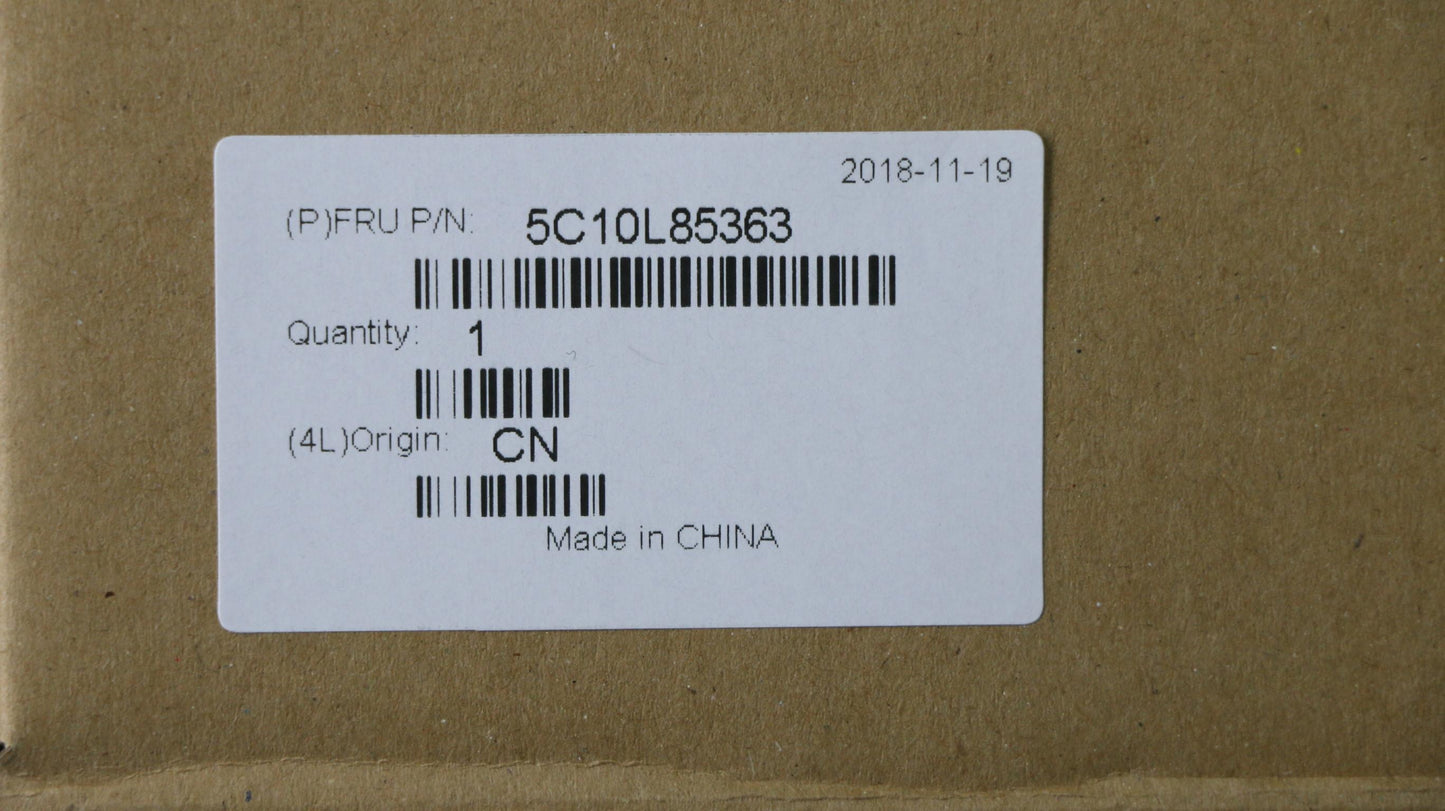 2018-11-19
(P)FRU P/N: 5C10L85363
Quantity: 1
(4L)Origin: CN
Made in CHINA